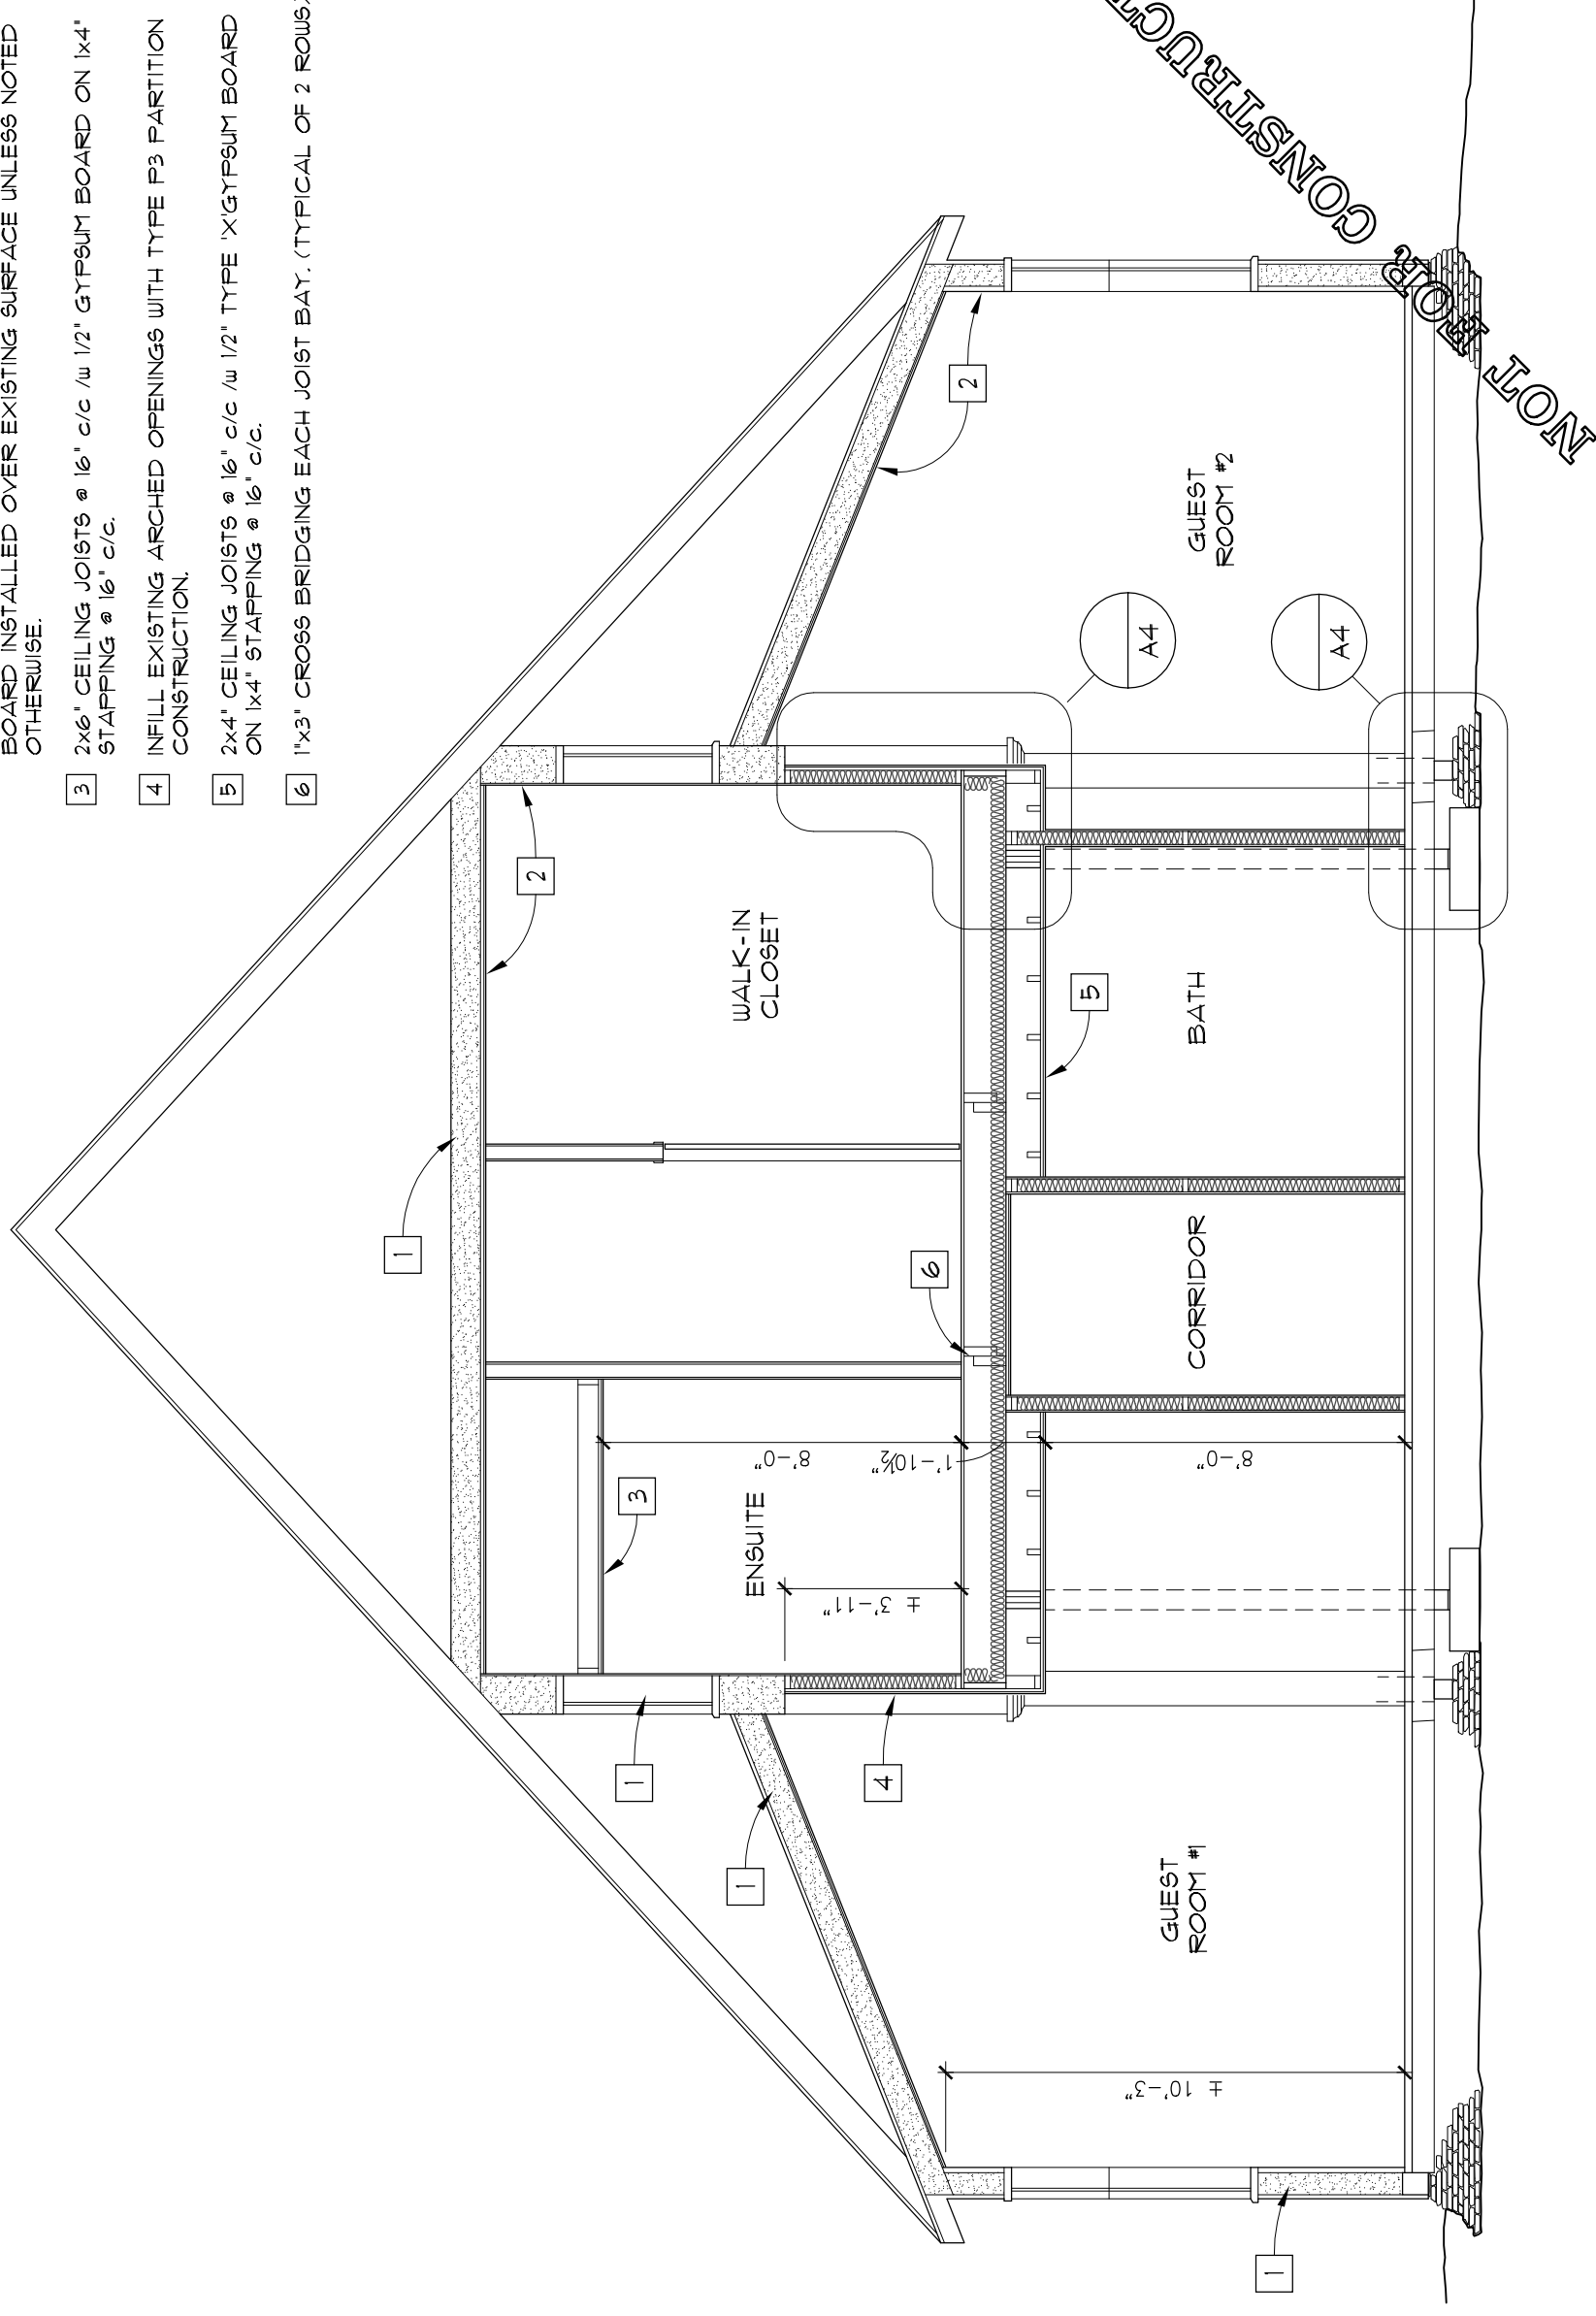 BOARD INSTALLED OVER EXISTING SURFACE UNLESS NOTED
OTHERWISE.
3
2x6" CEILING JOISTS @ 16" c/c /w 1/2" GYPSUM BOARD ON 1x4"
STAPPING @ 16" c/c.
4
INFILL EXISTING ARCHED OPENINGS WITH TYPE P3 PARTITION
CONSTRUCTION.
5
2x4" CEILING JOISTS @ 16" c/c /w 1/2" TYPE 'X'GYPSUM BOARD
ON 1x4" STAPPING @ 16" c/c.
6
1"x3" CROSS BRIDGING EACH JOIST BAY. (TYPICAL OF 2 ROWS)
1
2
1
3
1
2
6
4
5
1
ENSUITE
WALK-IN
CLOSET
8'-0"
1'-10½"
± 3'-11"
8'-0"
± 10'-3"
GUEST
ROOM #1
CORRIDOR
BATH
GUEST
ROOM #2
A4
A4
1
2
NOT FOR CONSTRUCT